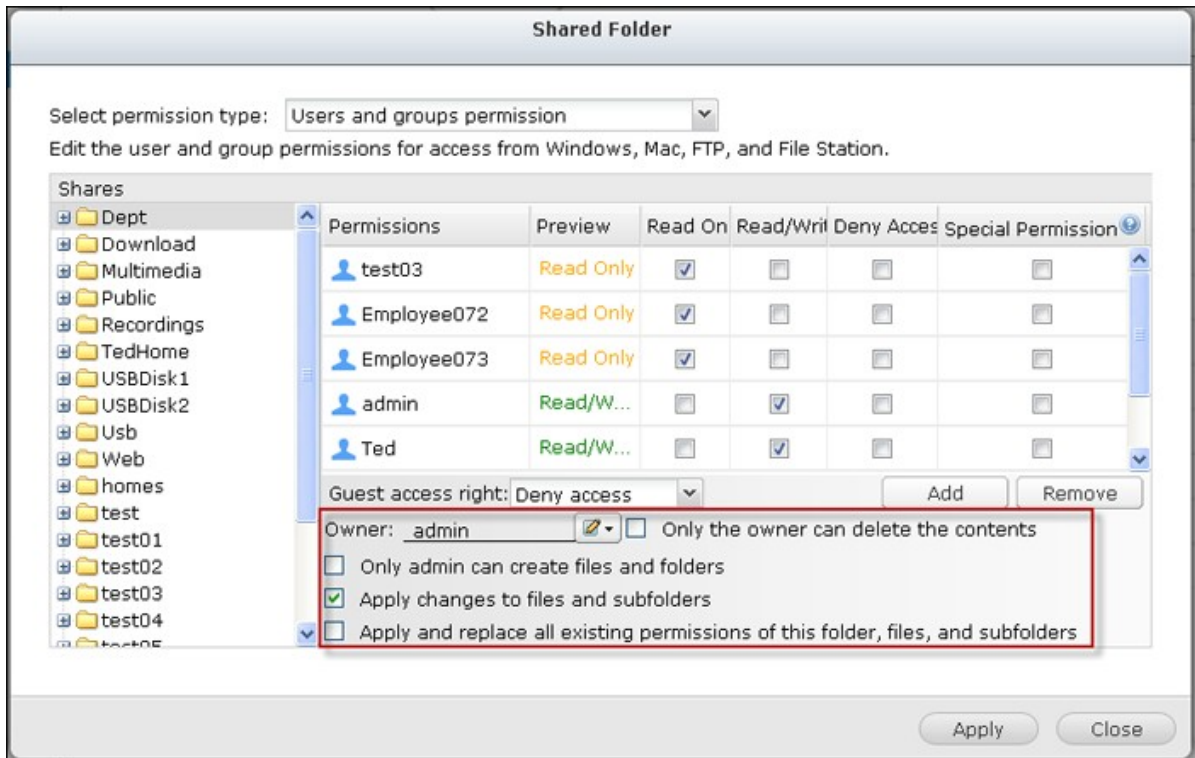 Shared Folder
Select permission type: Users and groups permission
Edit the user and group permissions for access from Windows, Mac, FTP, and File Station.
Shares
Dept
Download
Multimedia
Public
Recordings
TedHome
USBDisk1
USBDisk2
Usb
Web
homes
test
test01
test02
test03
test04
Permissions Preview Read On Read/Writ Deny Acces Special Permission
test03 Read Only
Employee072 Read Only
Employee073 Read Only
admin Read/W...
Ted Read/W...
Guest access right: Deny access Add Remove
Owner: admin Only the owner can delete the contents
Only admin can create files and folders
Apply changes to files and subfolders
Apply and replace all existing permissions of this folder, files, and subfolders
Apply Close